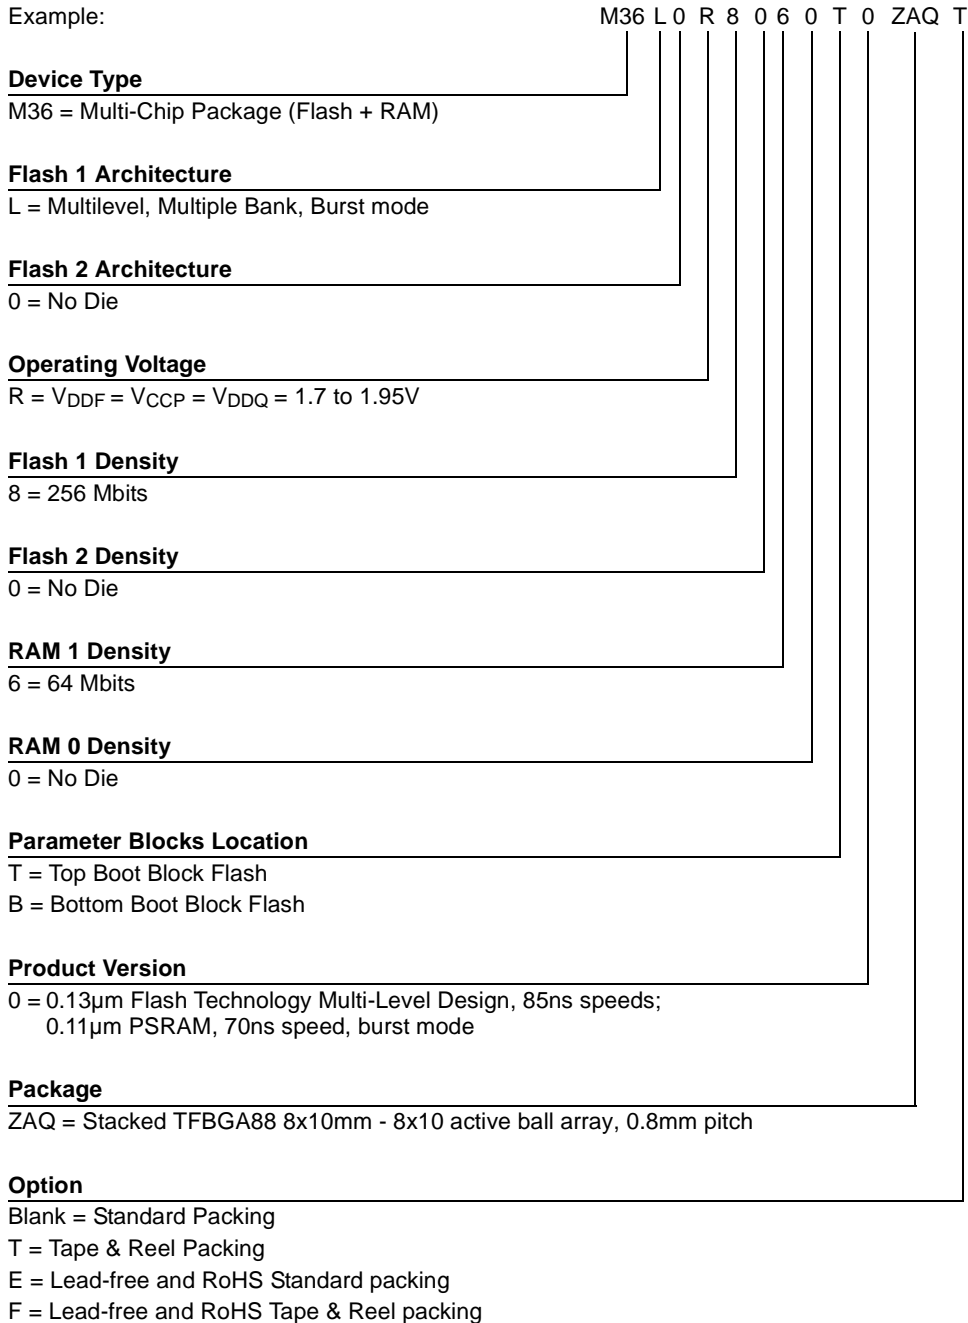 Example: M36 L 0 R 8 0 6 0 T 0 ZAQ T
Device Type
M36 = Multi-Chip Package (Flash + RAM)
Flash 1 Architecture
L = Multilevel, Multiple Bank, Burst mode
Flash 2 Architecture
0 = No Die
Operating Voltage
R = VDDF = VCCP = VDDQ = 1.7 to 1.95V
Flash 1 Density
8 = 256 Mbits
Flash 2 Density
0 = No Die
RAM 1 Density
6 = 64 Mbits
RAM 0 Density
0 = No Die
Parameter Blocks Location
T = Top Boot Block Flash
B = Bottom Boot Block Flash
Product Version
0 = 0.13µm Flash Technology Multi-Level Design, 85ns speeds;
0.11µm PSRAM, 70ns speed, burst mode
Package
ZAQ = Stacked TFBGA88 8x10mm - 8x10 active ball array, 0.8mm pitch
Option
Blank = Standard Packing
T = Tape & Reel Packing
E = Lead-free and RoHS Standard packing
F = Lead-free and RoHS Tape & Reel packing